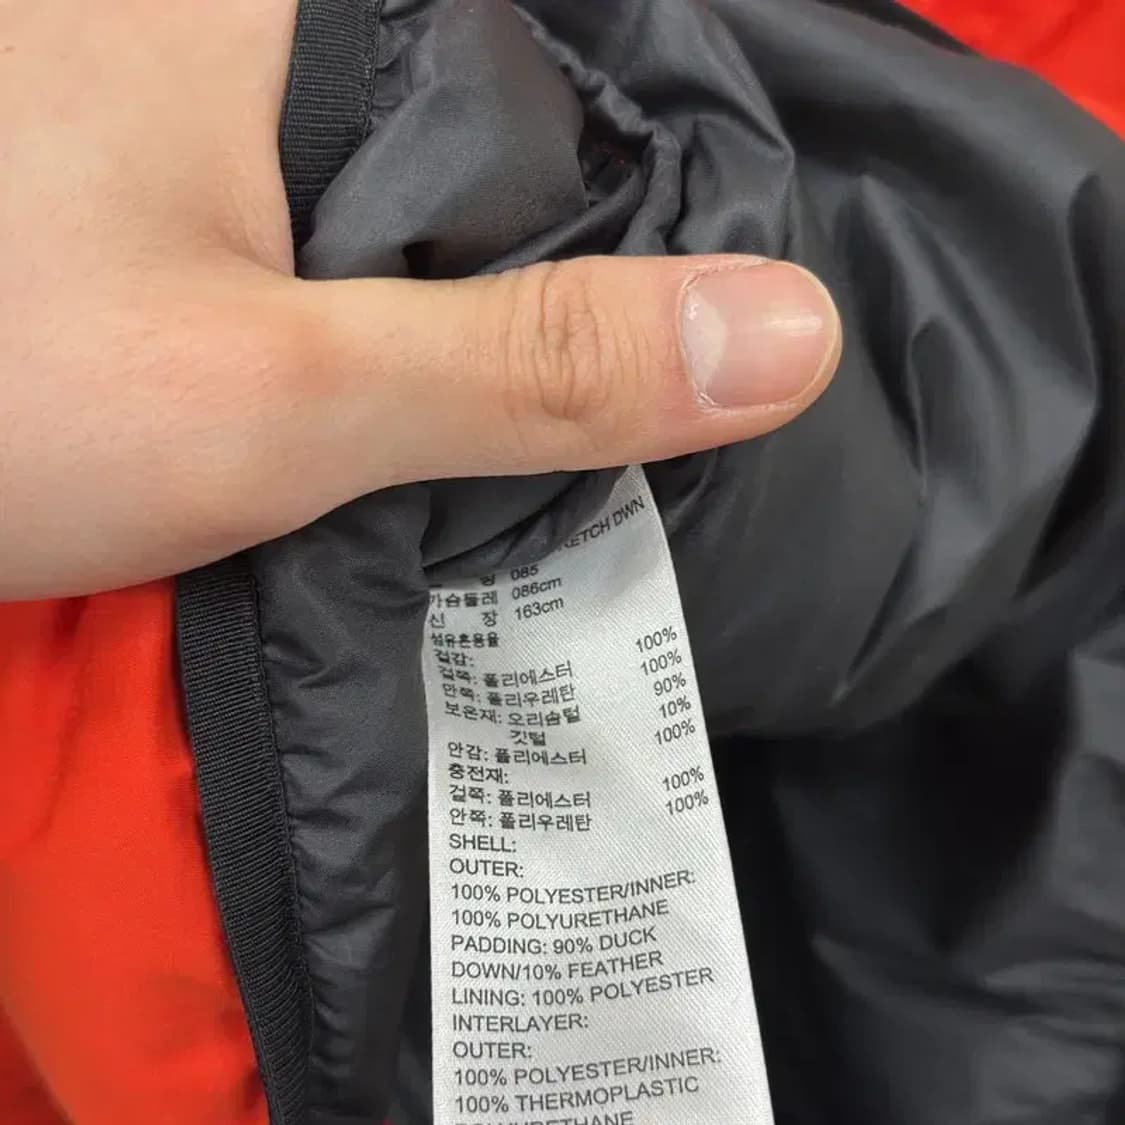 DWN
085
가슴둘레 086cm
신 장 163cm
섬유혼용율
겉감:
겉쪽: 폴리에스터 100%
안쪽: 폴리우레탄 100%
보온재: 오리솜털 90%
깃털 10%
안감: 폴리에스터 100%
충전재:
겉쪽: 폴리에스터 100%
안쪽: 폴리우레탄 100%
SHELL:
OUTER:
100% POLYESTER/INNER:
100% POLYURETHANE
PADDING: 90% DUCK
DOWN/10% FEATHER
LINING: 100% POLYESTER
INTERLAYER:
OUTER:
100% POLYESTER/INNER:
100% THERMOPLASTIC
POLYURETHANE